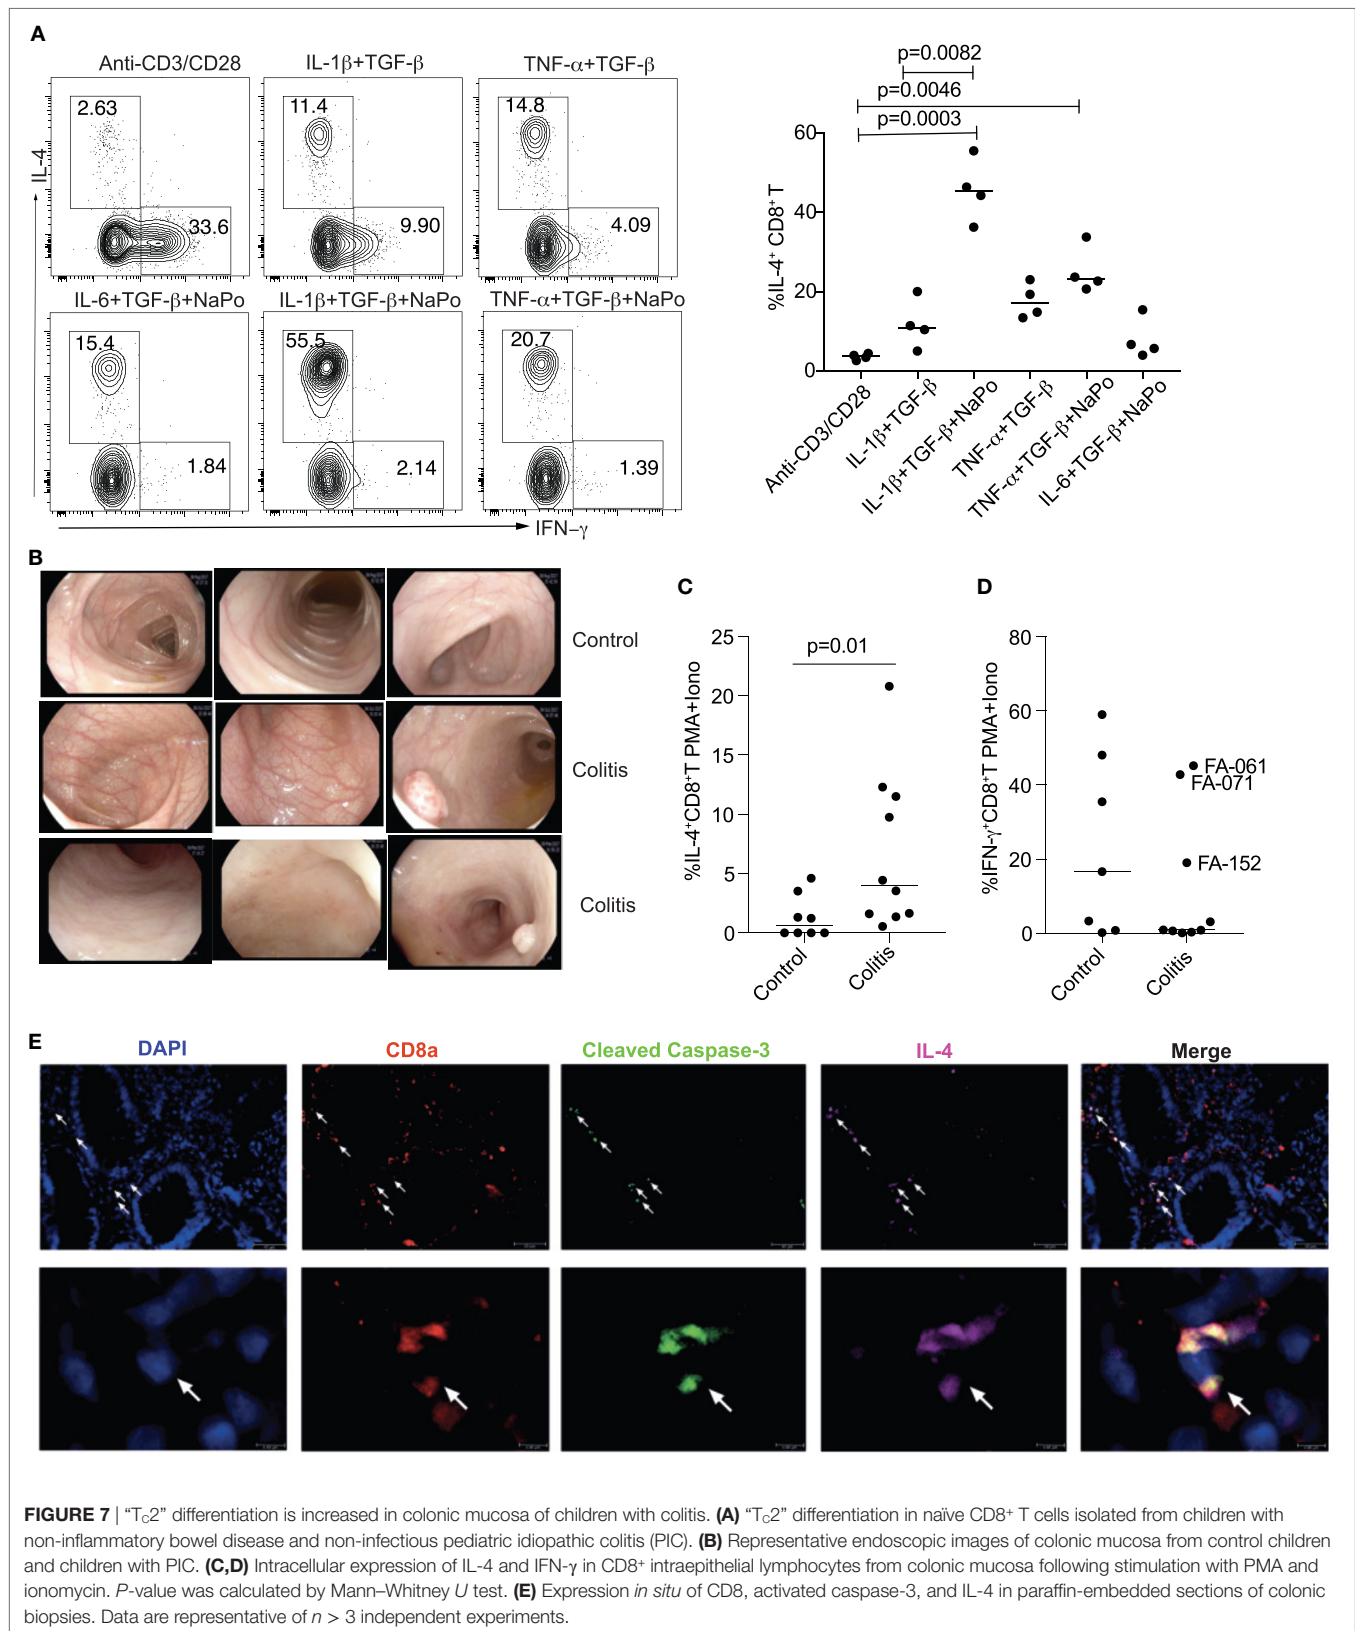 A
Anti-CD3/CD28
IL-1β+TGF-β
TNF-α+TGF-β
2.63
11.4
14.8
33.6
9.90
4.09
IL-4
IL-6+TGF-β+NaPo
IL-1β+TGF-β+NaPo
TNF-α+TGF-β+NaPo
15.4
55.5
20.7
1.84
2.14
1.39
IFN–γ
p=0.0082
p=0.0046
p=0.0003
60
40
20
0
%IL-4⁺ CD8⁺T
Anti-CD3/CD28
IL-1β+TGF-β
IL-1β+TGF-β+NaPo
TNF-α+TGF-β
TNF-α+TGF-β+NaPo
IL-6+TGF-β+NaPo
B
Control
Colitis
Colitis
C
p=0.01
25
20
15
10
5
0
%IL-4⁺CD8⁺T PMA+Iono
Control
Colitis
D
80
60
40
20
0
%IFN-γ⁺CD8⁺T PMA+Iono
FA-061
FA-071
FA-152
Control
Colitis
E
DAPI
CD8a
Cleaved Caspase-3
IL-4
Merge
FIGURE 7 | “T_C2” differentiation is increased in colonic mucosa of children with colitis. (A) “T_C2” differentiation in naïve CD8⁺ T cells isolated from children with
non-inflammatory bowel disease and non-infectious pediatric idiopathic colitis (PIC). (B) Representative endoscopic images of colonic mucosa from control children
and children with PIC. (C,D) Intracellular expression of IL-4 and IFN-γ in CD8⁺ intraepithelial lymphocytes from colonic mucosa following stimulation with PMA and
ionomycin. P-value was calculated by Mann–Whitney U test. (E) Expression in situ of CD8, activated caspase-3, and IL-4 in paraffin-embedded sections of colonic
biopsies. Data are representative of n > 3 independent experiments.